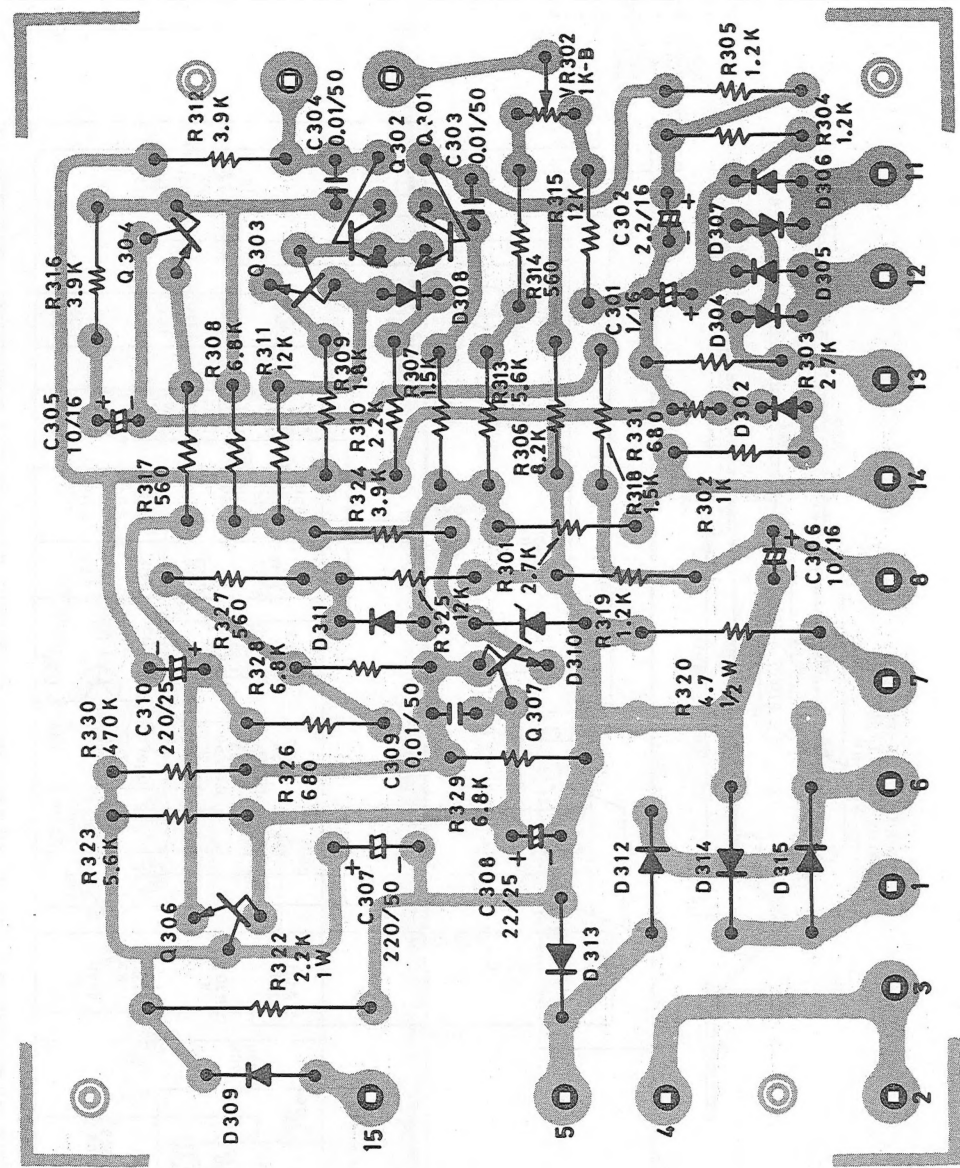 R316
3.9K
C305
10/16
R323
5.6K
R330
470K
Q304
R317
560
C310
220/25
Q306
R312
3.9K
R308
6.8K
R327
560
D309
R328
6.8K
Q303
R311
12K
R326
680
R322
2.2K
1W
C304
0.01/50
D311
R309
1.8K
R310
2.2K
R324
3.9K
C307
220/50
15
Q302
Q301
R307
1.5K
C309
0.01/50
C303
0.01/50
D308
R325
12K
R329
6.8K
R313
5.6K
R301
2.7K
C308
22/25
Q307
R314
560
R306
8.2K
R315
12K
VR302
1K-B
D310
D313
5
C301
1/16
C302
2.2/16
R331
680
R318
1.5K
R319
1.2K
D312
4
D307
D304
D302
R302
1K
R320
4.7
1/2 W
D314
R305
1.2K
R304
1.2K
D306
D305
R303
2.7K
C306
10/16
D315
2
3
1
6
7
8
14
13
12
11